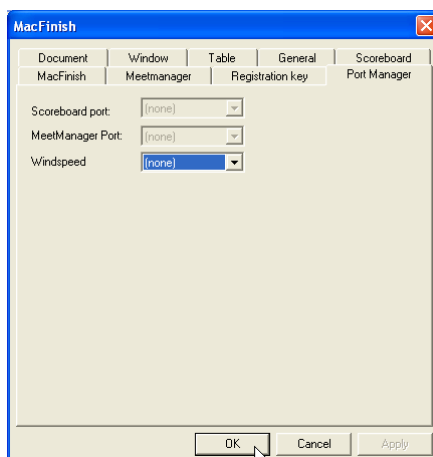 MacFinish
Document Window Table General Scoreboard
MacFinish Meetmanager Registration key Port Manager
Scoreboard port: (none)
MeetManager Port: (none)
Windspeed (none)
OK Cancel Apply